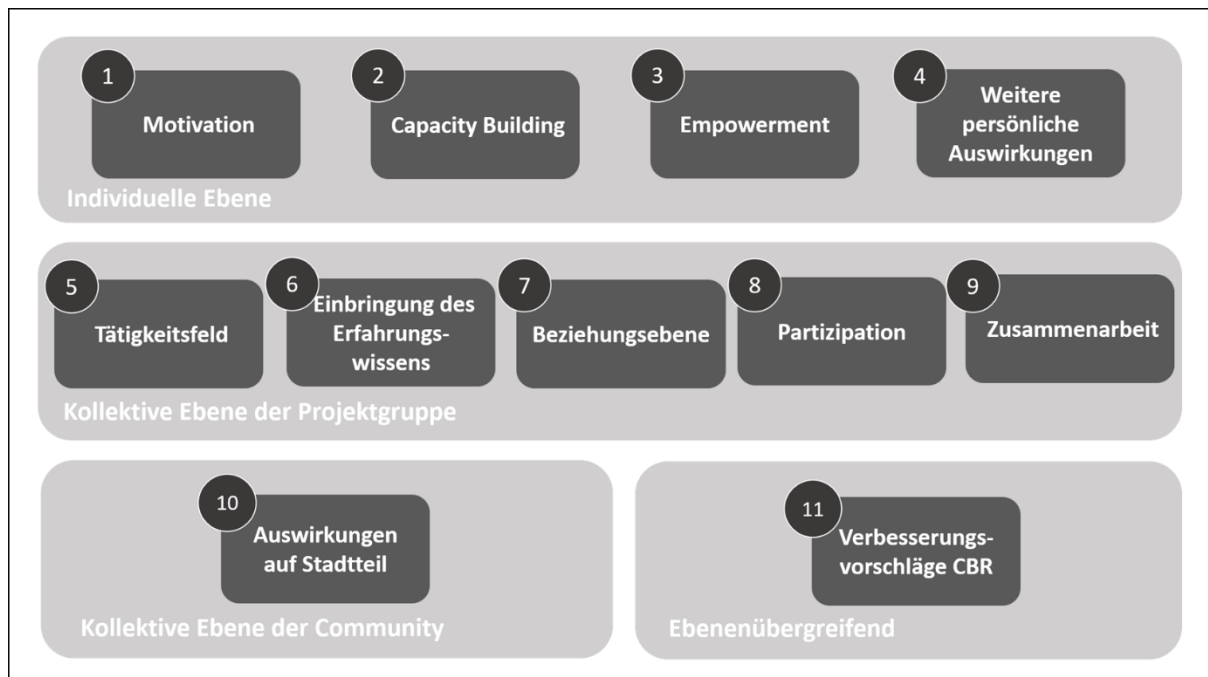 1
Motivation
2
Capacity Building
3
Empowerment
4
Weitere
persönliche
Auswirkungen
Individuelle Ebene
5
Tätigkeitsfeld
6
Einbringung des
Erfahrungs-
wissens
7
Beziehungsebene
8
Partizipation
9
Zusammenarbeit
Kollektive Ebene der Projektgruppe
10
Auswirkungen
auf Stadtteil
Kollektive Ebene der Community
11
Verbesserungs-
vorschläge CBR
Ebenenübergreifend